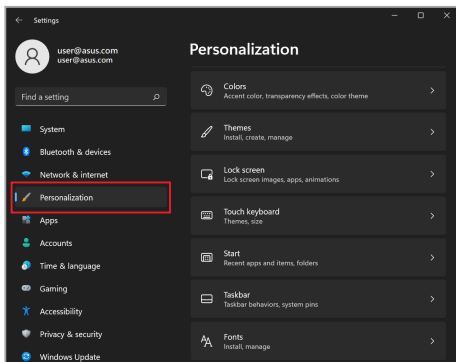 Settings
user@asus.com
user@asus.com
Find a setting
System
Bluetooth & devices
Network & internet
Personalization
Apps
Accounts
Time & language
Gaming
Accessibility
Privacy & security
Windows Update
Personalization
Colors
Accent color, transparency effects, color theme
Themes
Install, create, manage
Lock screen
Lock screen images, apps, animations
Touch keyboard
Themes, size
Start
Recent apps and items, folders
Taskbar
Taskbar behaviors, system pins
Fonts
Install, manage